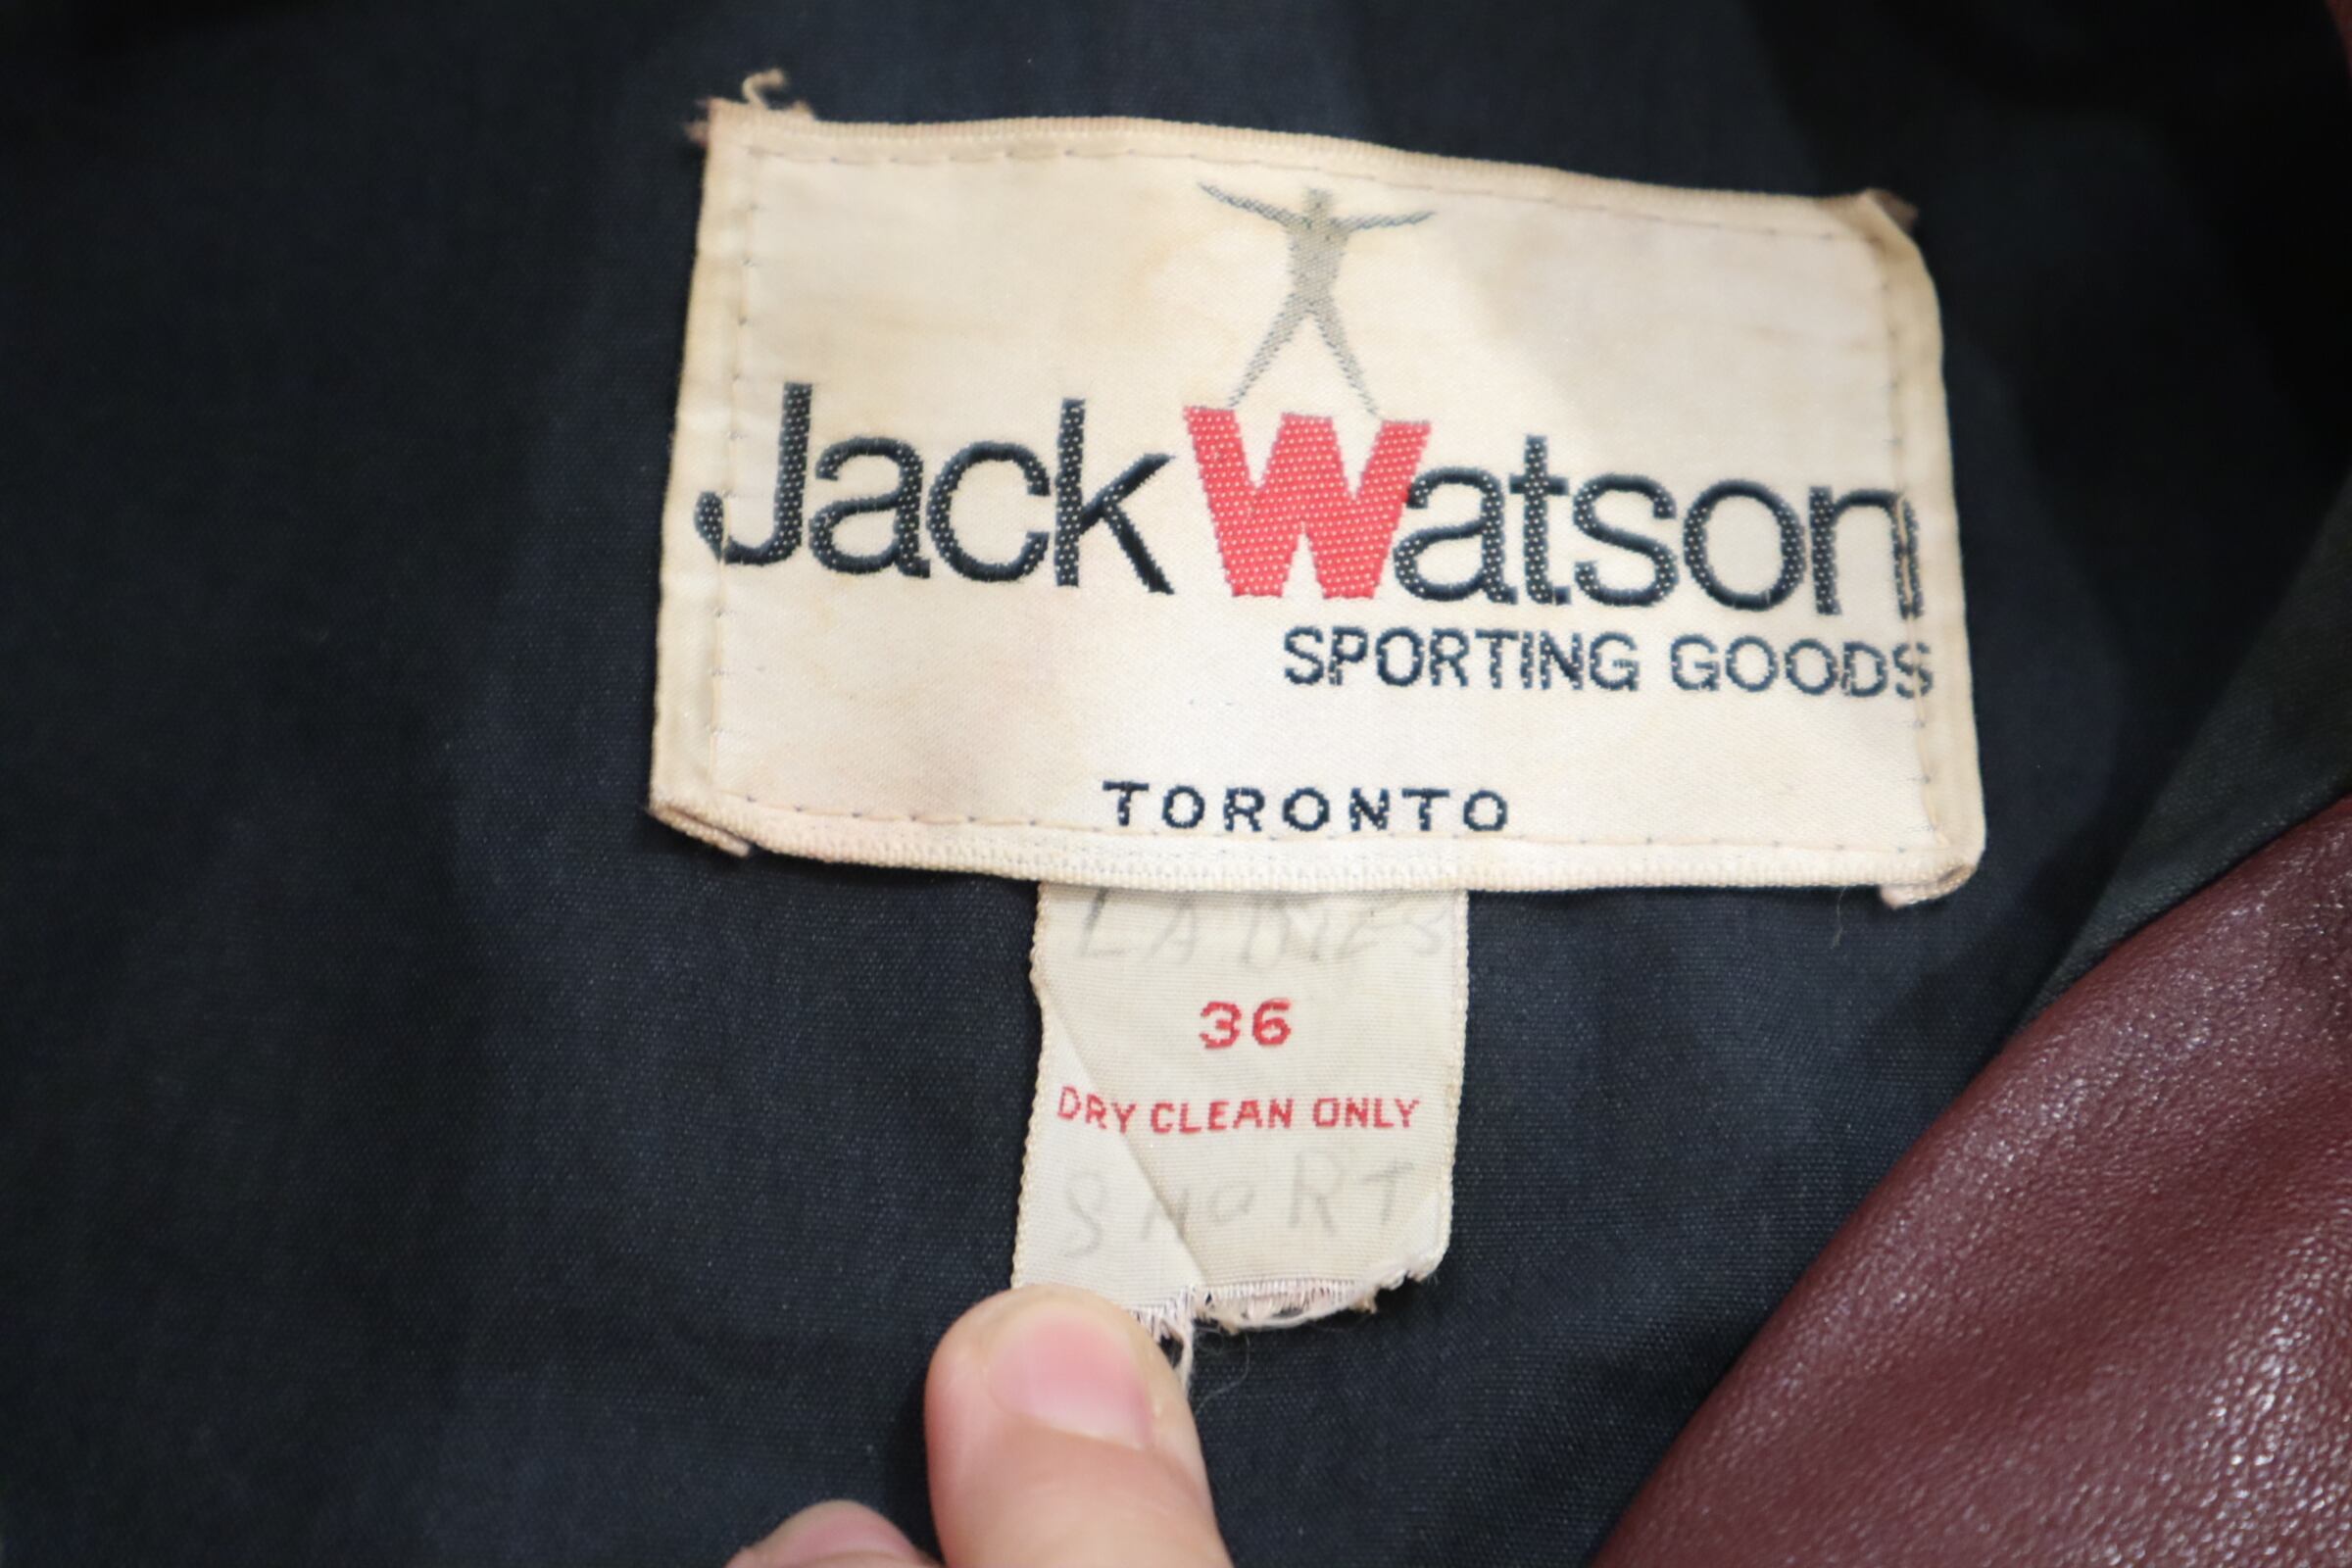 Jack Watson
SPORTING GOODS
TORONTO
LADIES
36
DRY CLEAN ONLY
SHORT